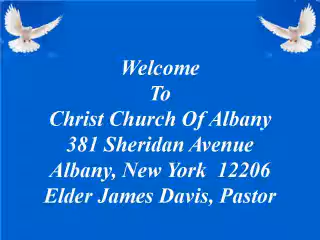 Welcome
To
Christ Church Of Albany
381 Sheridan Avenue
Albany, New York  12206
Elder James Davis, Pastor